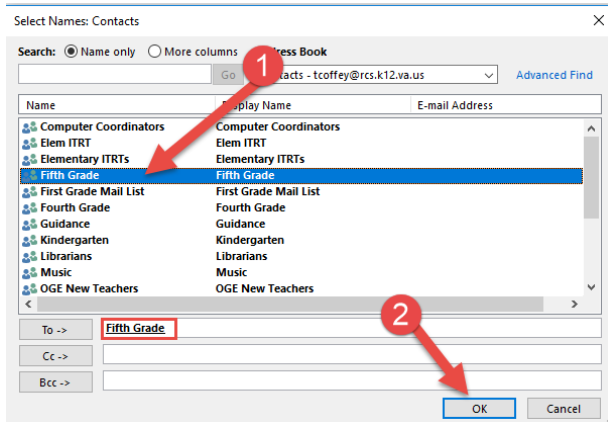 Select Names: Contacts
Search: Name only More columns Book
Go tcoffey@rcs.k12.va.us Advanced Find
1
Name Display Name E-mail Address
Computer Coordinators Computer Coordinators
Elem ITRT Elem ITRT
Elementary ITRTs Elementary ITRTs
Fifth Grade Fifth Grade
First Grade Mail List First Grade Mail List
Fourth Grade Fourth Grade
Guidance Guidance
Kindergarten Kindergarten
Librarians Librarians
Music Music
OGE New Teachers OGE New Teachers
2
To -> Fifth Grade
Cc ->
Bcc ->
OK Cancel